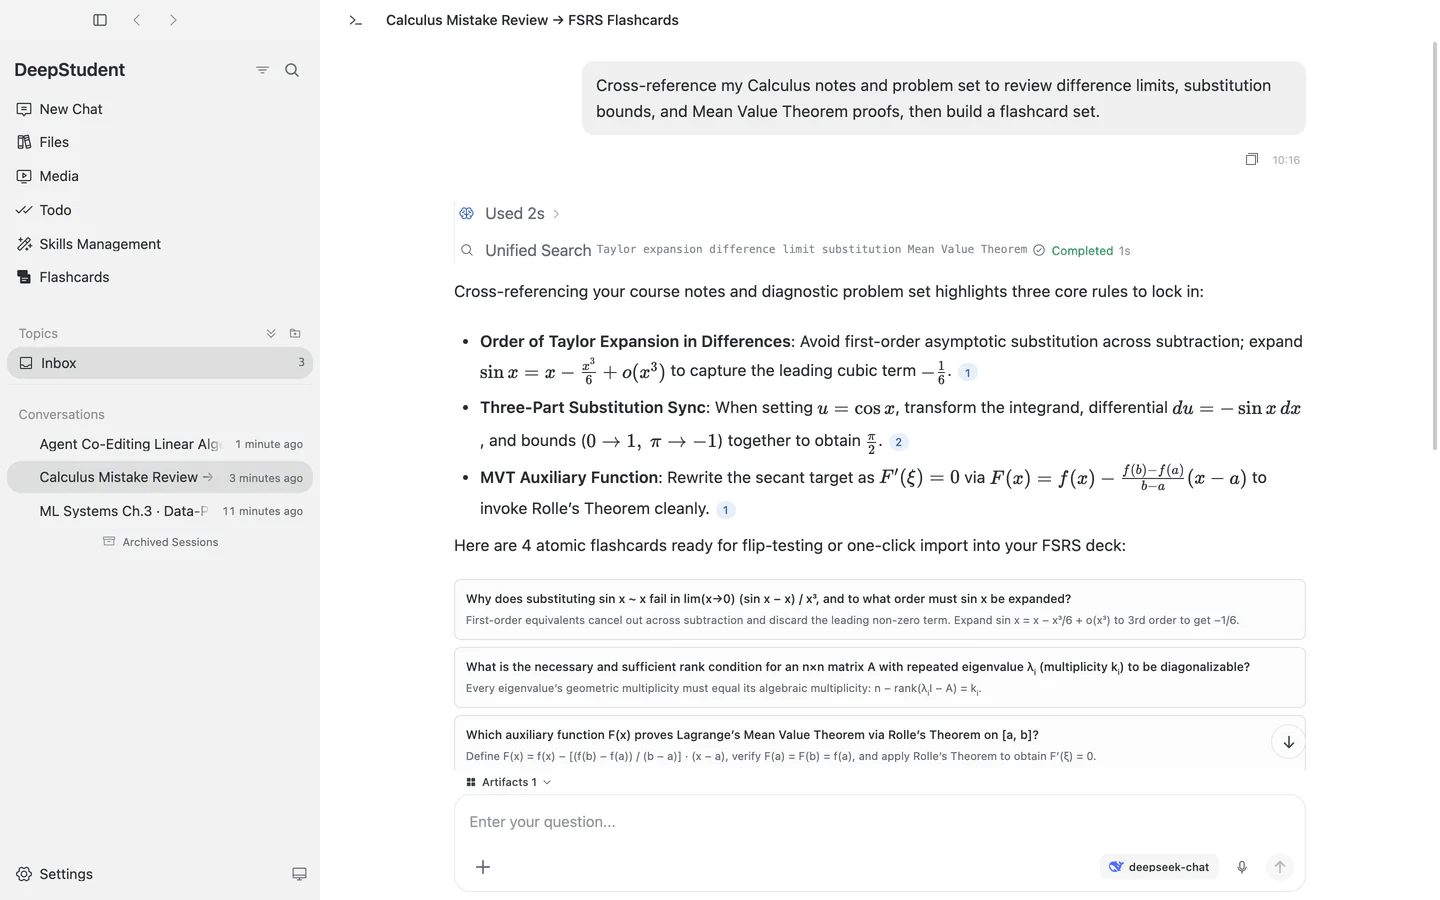 Calculus Mistake Review → FSRS Flashcards
DeepStudent
New Chat
Files
Media
Todo
Skills Management
Flashcards
Topics
Inbox 3
Conversations
Agent Co-Editing Linear Alg 1 minute ago
Calculus Mistake Review → 3 minutes ago
ML Systems Ch.3 · Data-P 11 minutes ago
Archived Sessions
Settings
Cross-reference my Calculus notes and problem set to review difference limits, substitution
bounds, and Mean Value Theorem proofs, then build a flashcard set.
10:16
Used 2s
Unified Search Taylor expansion difference limit substitution Mean Value Theorem Completed 1s
Cross-referencing your course notes and diagnostic problem set highlights three core rules to lock in:
• Order of Taylor Expansion in Differences: Avoid first-order asymptotic substitution across subtraction; expand
sin x = x − x³/6 + o(x³) to capture the leading cubic term −1/6. 1
• Three-Part Substitution Sync: When setting u = cos x, transform the integrand, differential du = − sin x dx
, and bounds (0 → 1, π → −1) together to obtain π/2. 2
• MVT Auxiliary Function: Rewrite the secant target as F′(ξ) = 0 via F(x) = f(x) − f(b)−f(a)/b−a (x − a) to
invoke Rolle's Theorem cleanly. 1
Here are 4 atomic flashcards ready for flip-testing or one-click import into your FSRS deck:
Why does substituting sin x ~ x fail in lim(x→0) (sin x − x) / x³, and to what order must sin x be expanded?
First-order equivalents cancel out across subtraction and discard the leading non-zero term. Expand sin x = x − x³/6 + o(x³) to 3rd order to get −1/6.
What is the necessary and sufficient rank condition for an n×n matrix A with repeated eigenvalue λᵢ (multiplicity kᵢ) to be diagonalizable?
Every eigenvalue's geometric multiplicity must equal its algebraic multiplicity: n − rank(λᵢI − A) = kᵢ.
Which auxiliary function F(x) proves Lagrange's Mean Value Theorem via Rolle's Theorem on [a, b]?
Define F(x) = f(x) − [(f(b) − f(a)) / (b − a)] · (x − a), verify F(a) = F(b) = f(a), and apply Rolle's Theorem to obtain F′(ξ) = 0.
Artifacts 1
Enter your question...
deepseek-chat